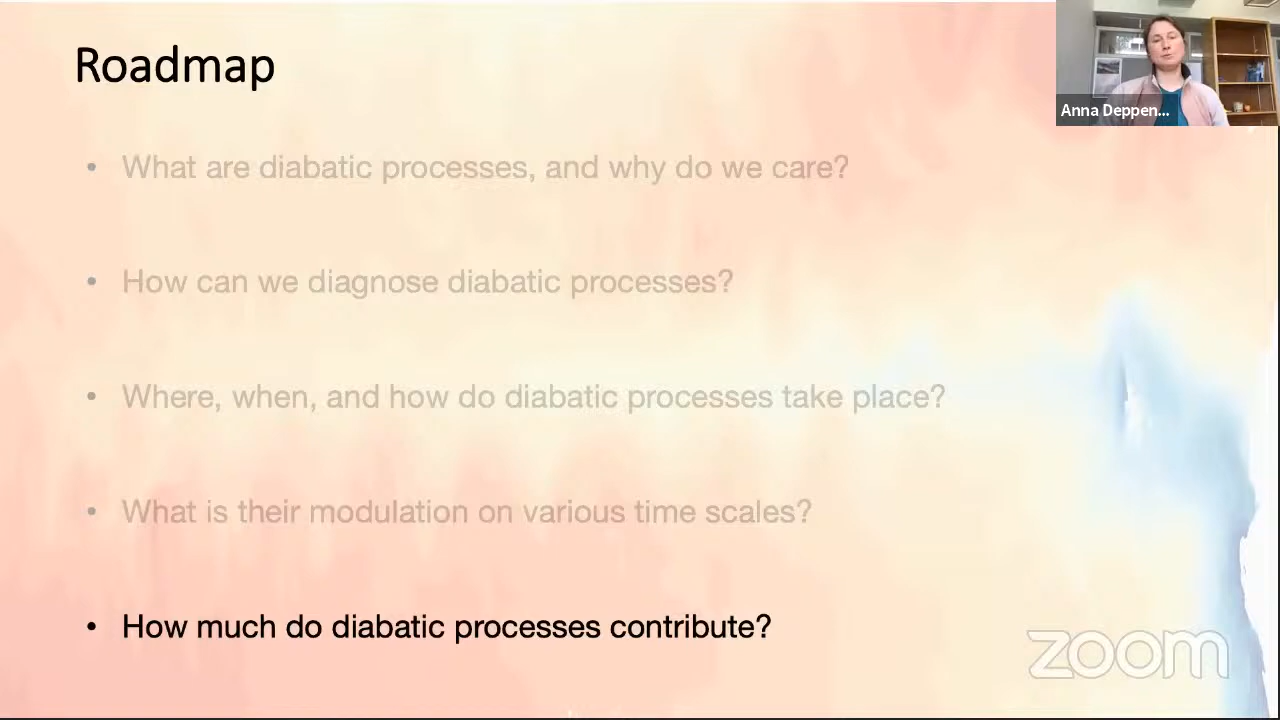 Roadmap
Anna Deppen...
• What are diabatic processes, and why do we care?
• How can we diagnose diabatic processes?
• Where, when, and how do diabatic processes take place?
• What is their modulation on various time scales?
• How much do diabatic processes contribute?
zoom